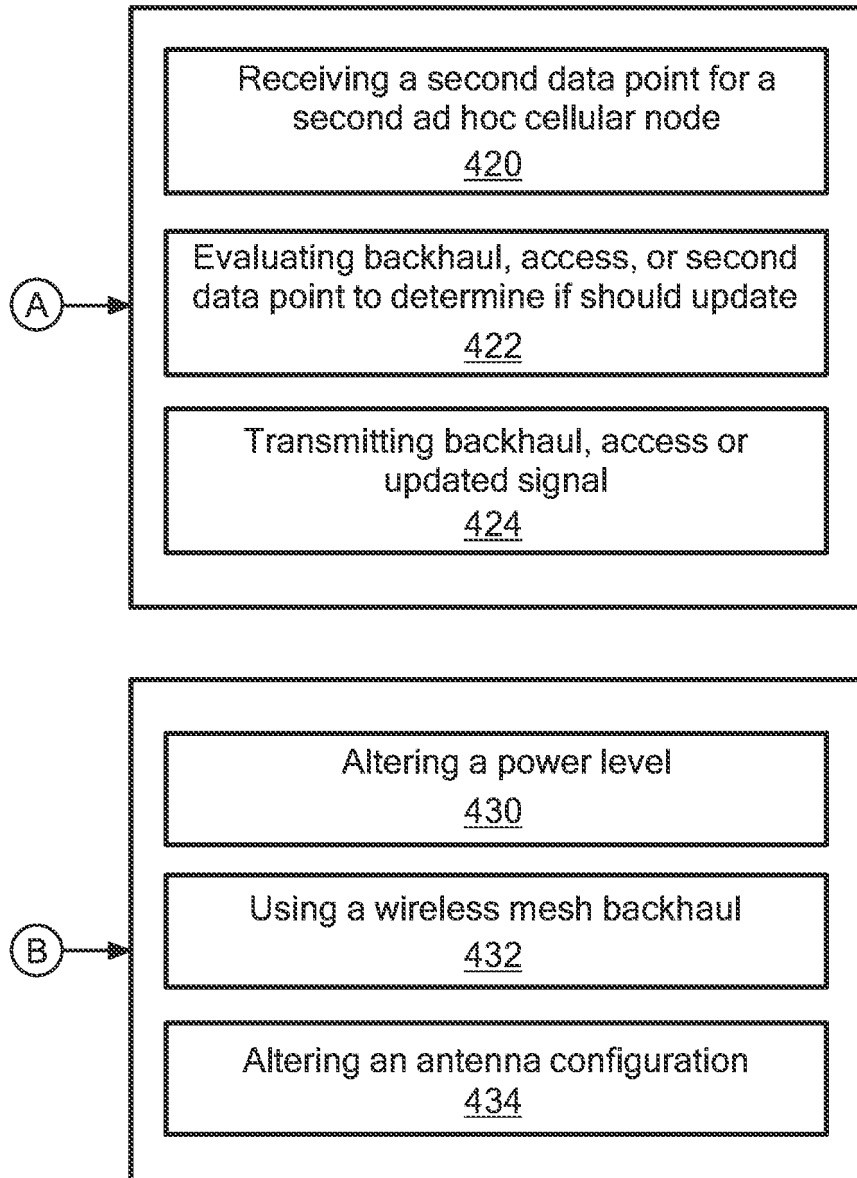 Receiving a second data point for a
second ad hoc cellular node
420
Evaluating backhaul, access, or second
data point to determine if should update
422
A
Transmitting backhaul, access or
updated signal
424
Altering a power level
430
Using a wireless mesh backhaul
432
B
Altering an antenna configuration
434